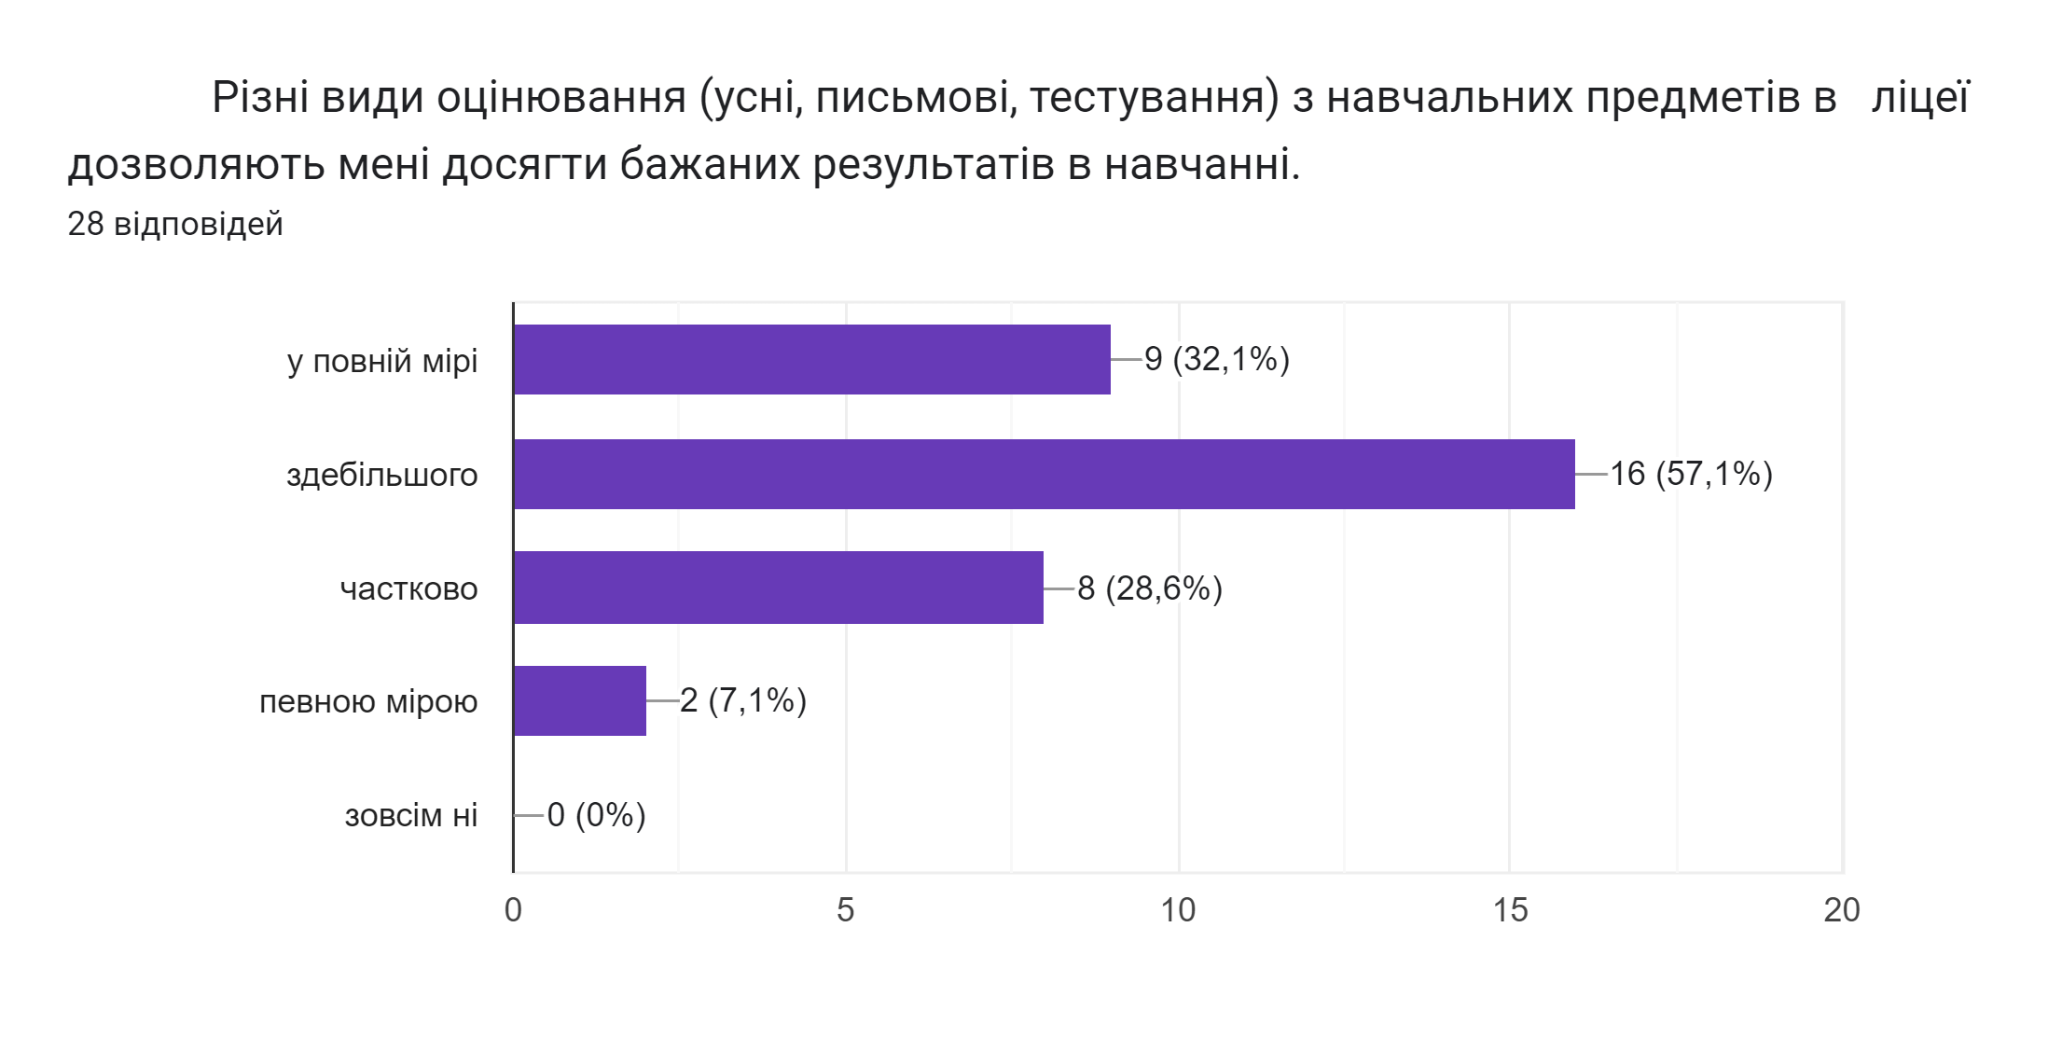 Різні види оцінювання (усні, письмові, тестування) з навчальних предметів в ліцеї
дозволяють мені досягти бажаних результатів в навчанні.
28 відповідей
у повній мірі
9 (32,1%)
здебільшого
16 (57,1%)
частково
8 (28,6%)
певною мірою
2 (7,1%)
зовсім ні
0 (0%)
0 5 10 15 20